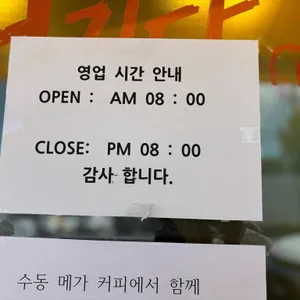 영업 시간 안내
OPEN : AM 08 : 00
CLOSE: PM 08 : 00
감사 합니다.
수동 메가 커피에서 함께